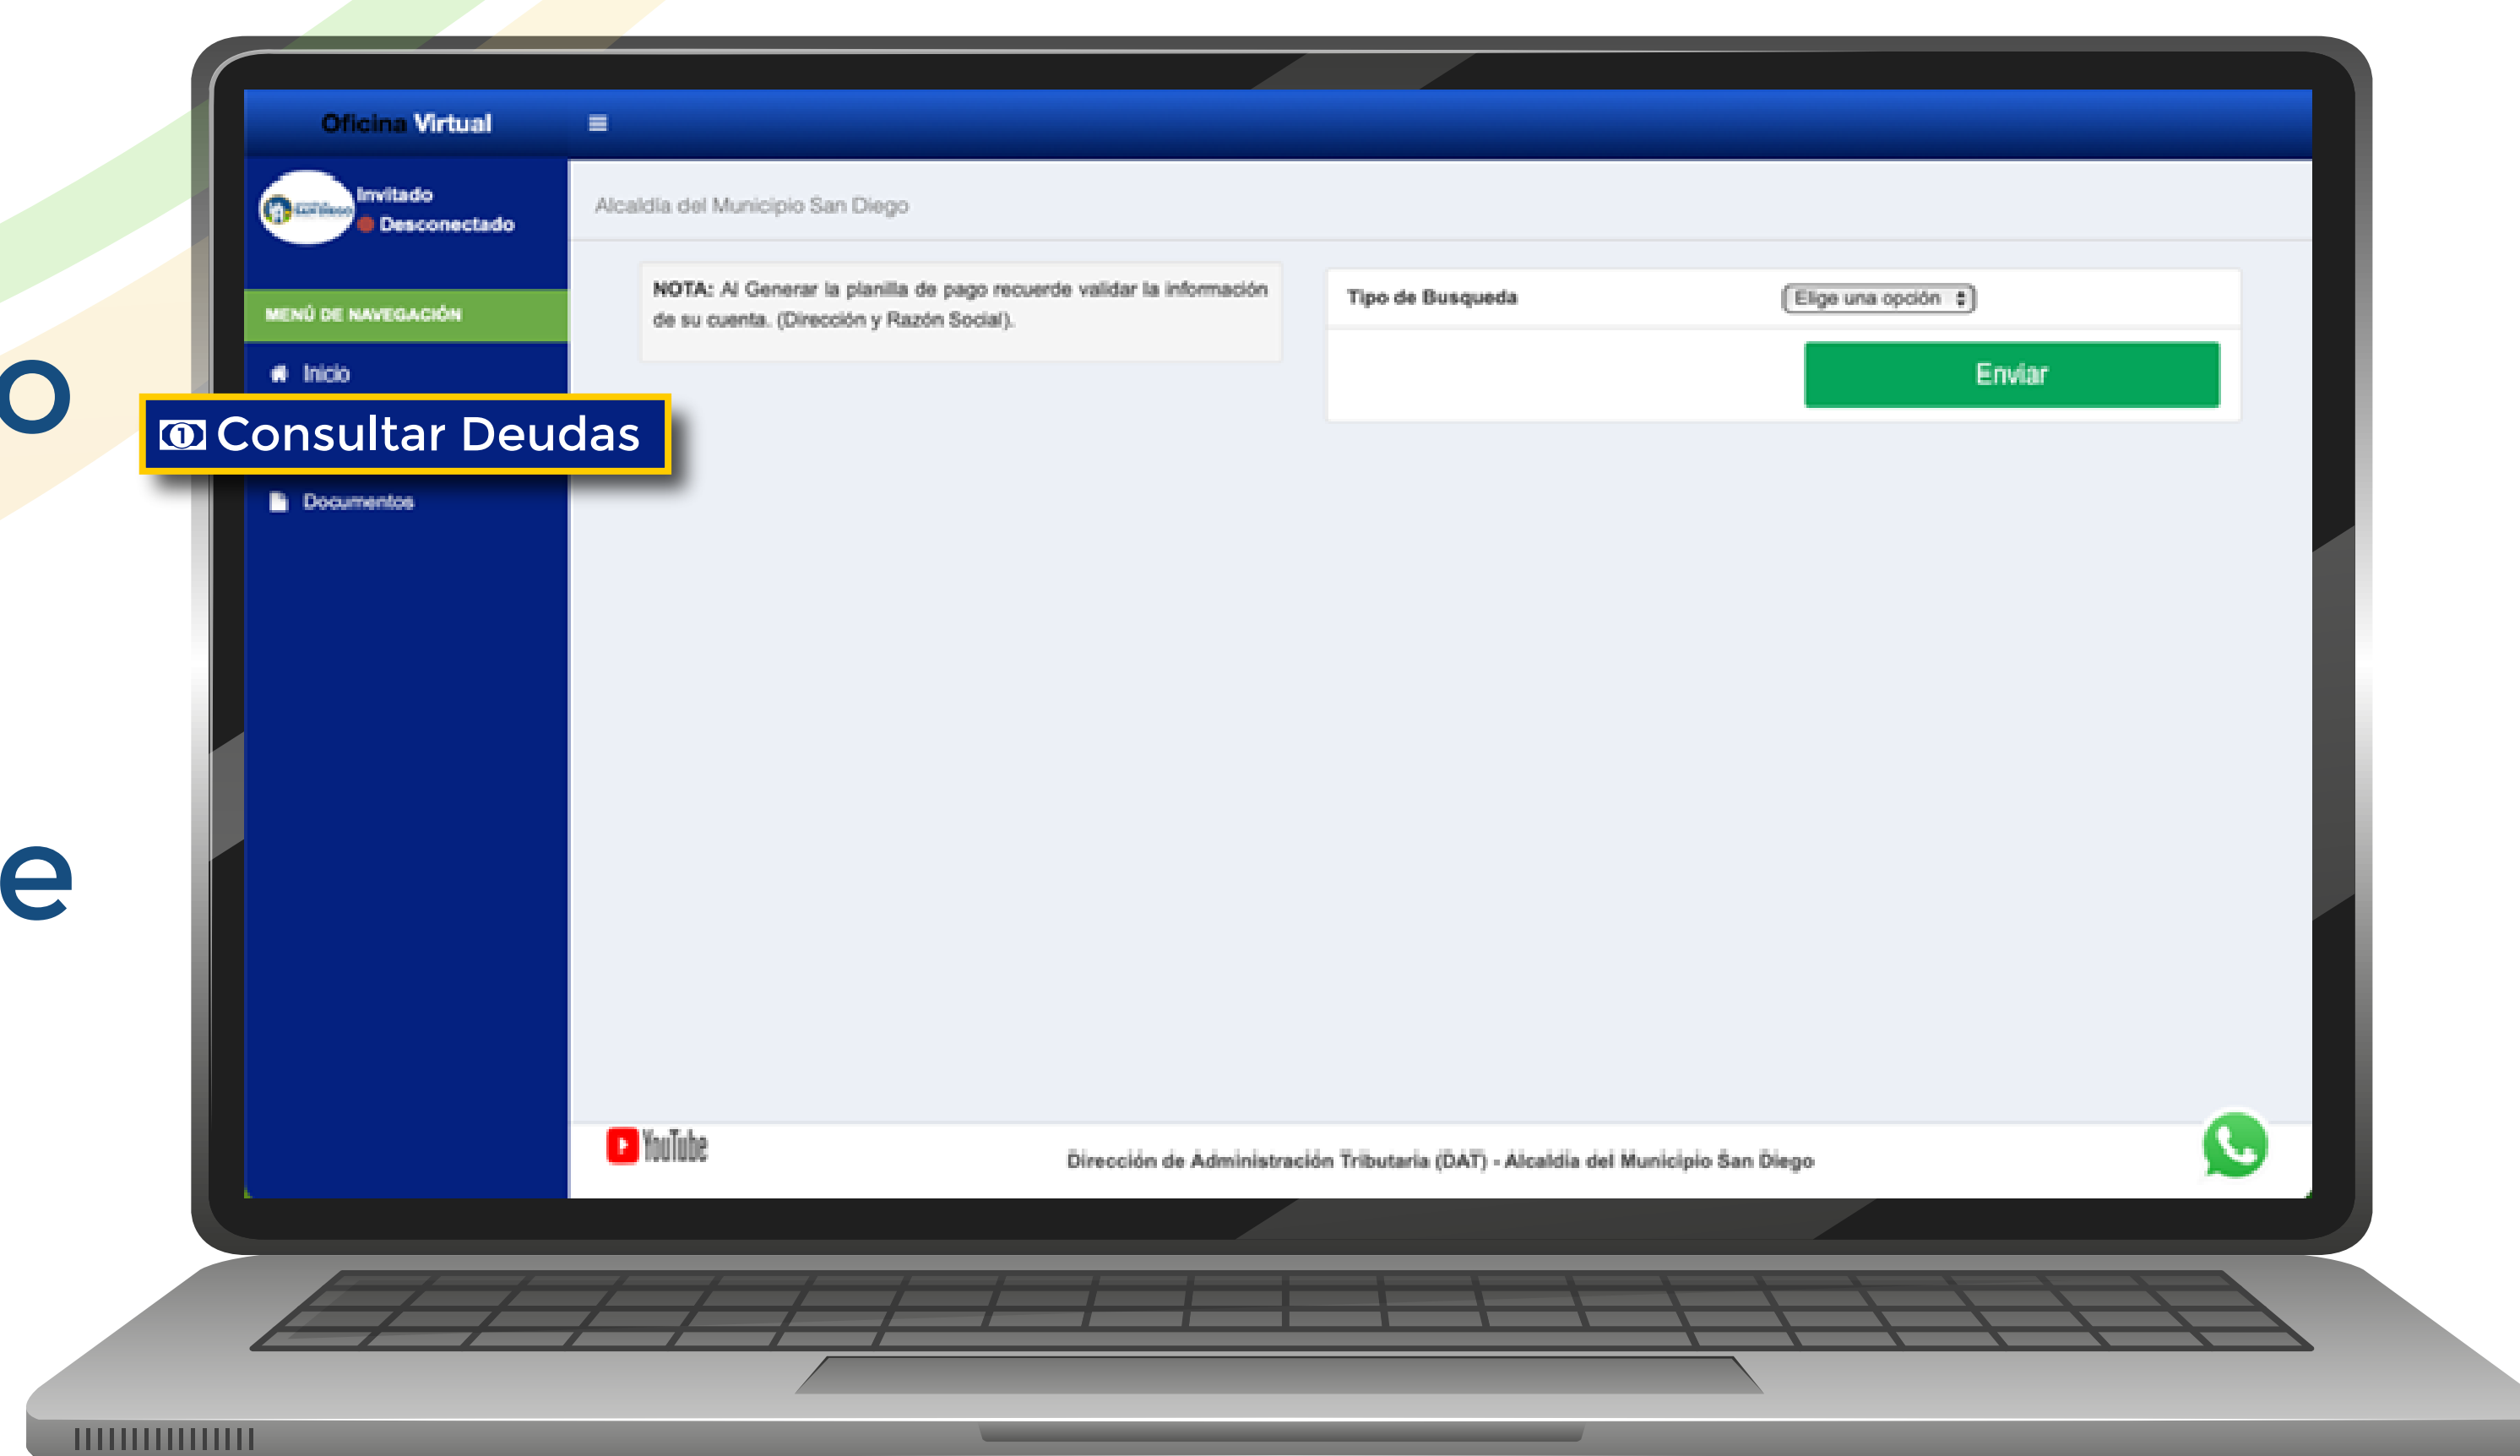 Oficina Virtual
Invitado
Desconectado
MENÚ DE NAVEGACIÓN
Inicio
Consultar Deudas
Documentos
Alcaldía del Municipio San Diego
NOTA: Al Generar la planilla de pago recuerde validar la información
de su cuenta. (Dirección y Razón Social).
Tipo de Busqueda
Elige una opción
Enviar
o
e
YouTube
Dirección de Administración Tributaria (DAT) - Alcaldía del Municipio San Diego